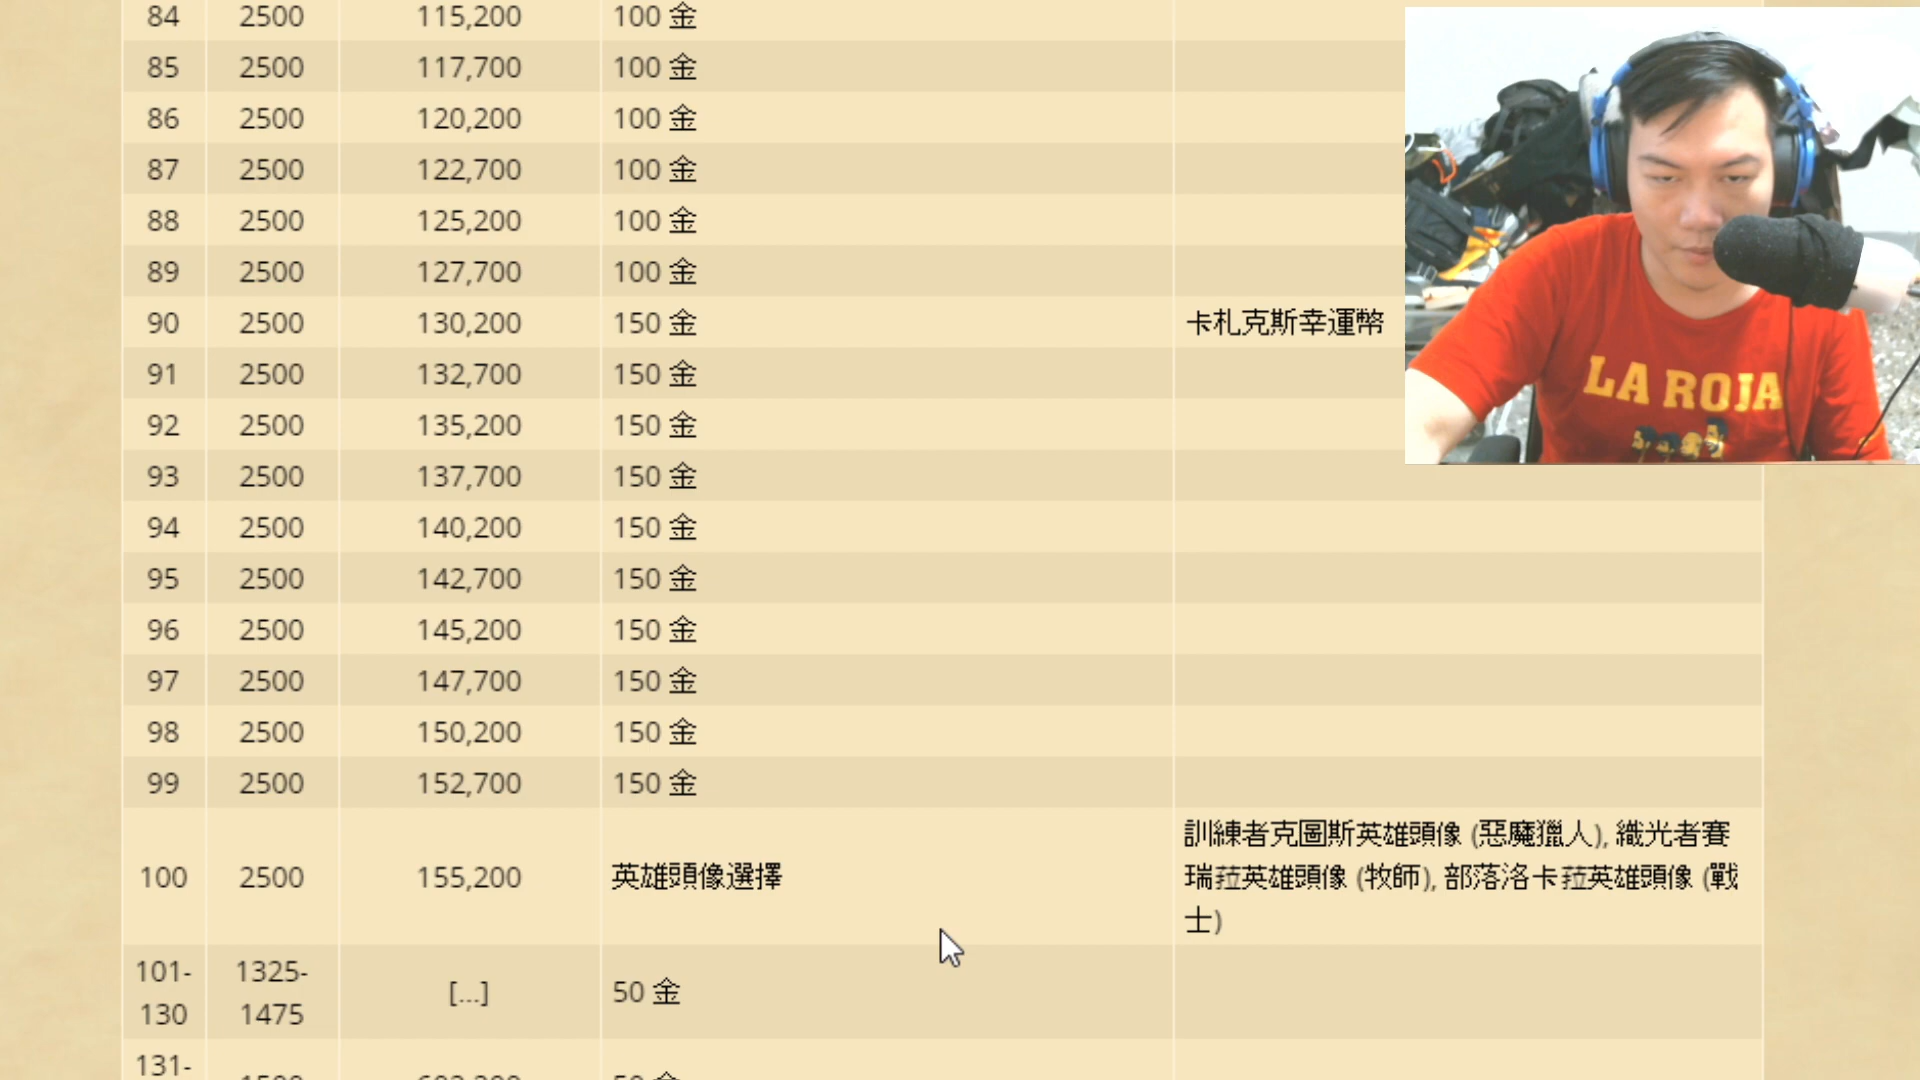 84 2500 115,200 100 金
85 2500 117,700 100 金
86 2500 120,200 100 金
87 2500 122,700 100 金
88 2500 125,200 100 金
89 2500 127,700 100 金
90 2500 130,200 150 金 卡札克斯幸運幣
91 2500 132,700 150 金
92 2500 135,200 150 金
93 2500 137,700 150 金
94 2500 140,200 150 金
95 2500 142,700 150 金
96 2500 145,200 150 金
97 2500 147,700 150 金
98 2500 150,200 150 金
99 2500 152,700 150 金
100 2500 155,200 英雄頭像選擇
訓練者克圖斯英雄頭像 (惡魔獵人), 織光者賽
瑞菈英雄頭像 (牧師), 部落洛卡菈英雄頭像 (戰
士)
101-
130
1325-
1475
[...] 50 金
131-
LA ROJA